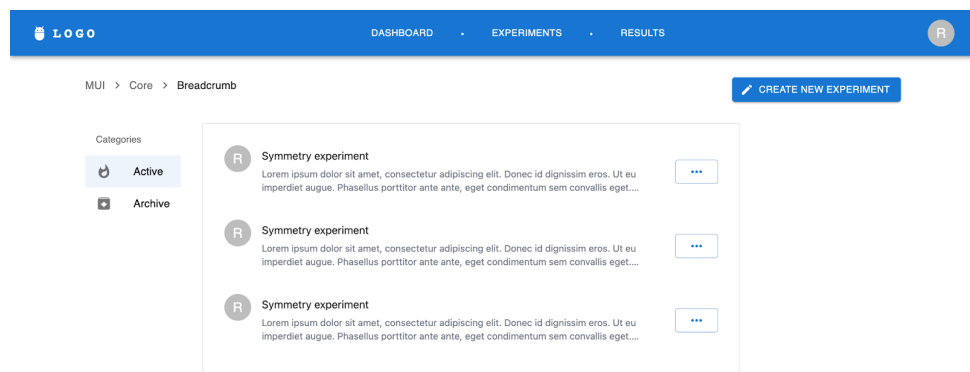 LOGO
DASHBOARD . EXPERIMENTS . RESULTS
R
MUI > Core > Breadcrumb
CREATE NEW EXPERIMENT
Categories
Active
Archive
R
Symmetry experiment
Lorem ipsum dolor sit amet, consectetur adipiscing elit. Donec id dignissim eros. Ut eu
imperdiet augue. Phasellus porttitor ante ante, eget condimentum sem convallis eget....
...
R
Symmetry experiment
Lorem ipsum dolor sit amet, consectetur adipiscing elit. Donec id dignissim eros. Ut eu
imperdiet augue. Phasellus porttitor ante ante, eget condimentum sem convallis eget....
...
R
Symmetry experiment
Lorem ipsum dolor sit amet, consectetur adipiscing elit. Donec id dignissim eros. Ut eu
imperdiet augue. Phasellus porttitor ante ante, eget condimentum sem convallis eget....
...